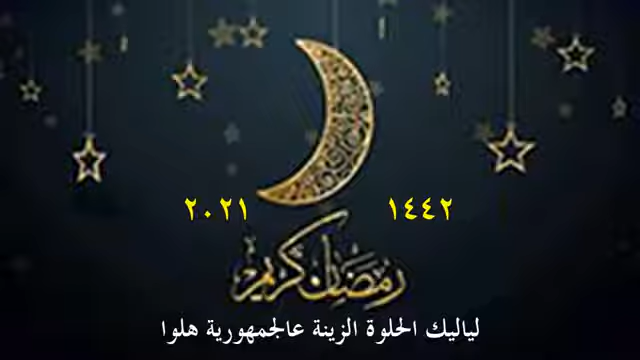 ١٤٤٢ ٢٠٢١
رمضان كريم
لياليك الحلوة الزينة عالجمهورية هلوا